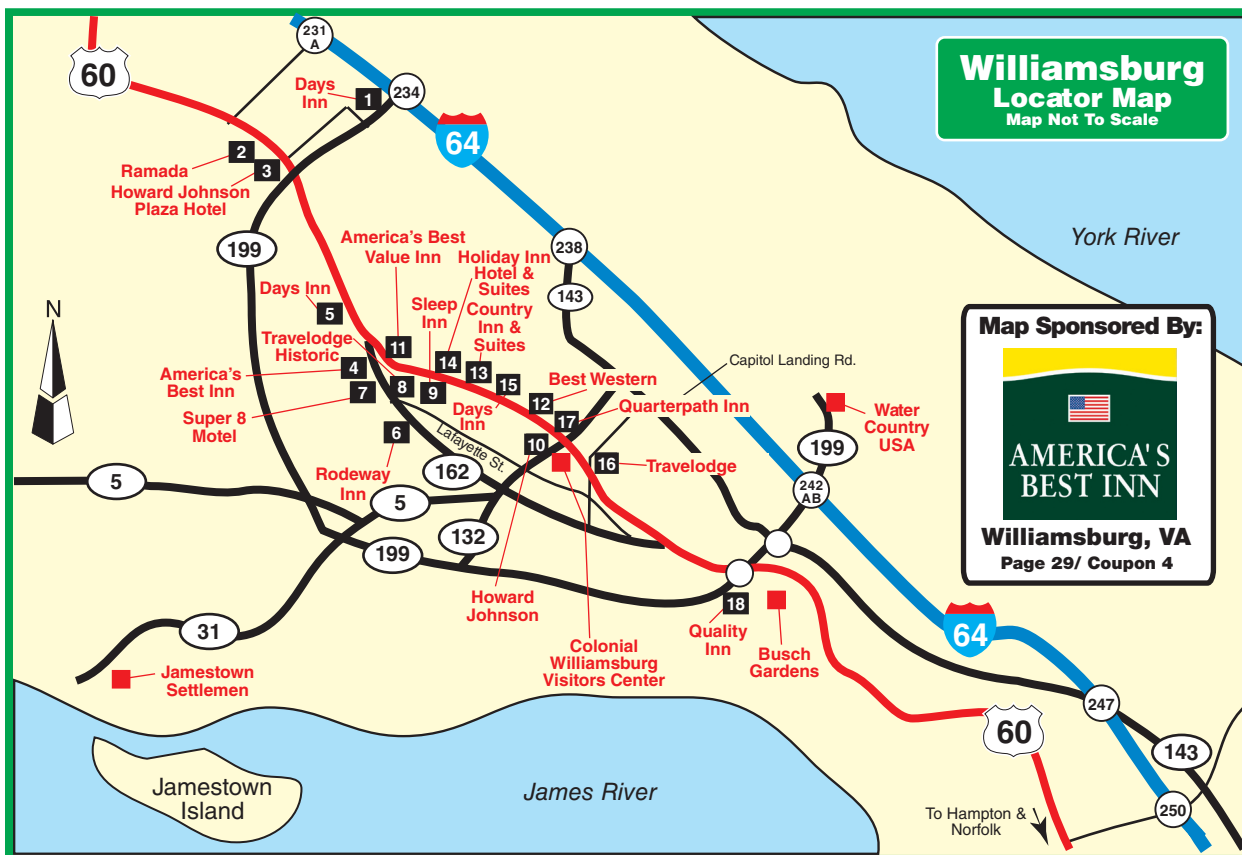 Williamsburg
Locator Map
Map Not To Scale
60
231
A
234
64
Days
Inn
1
2
Ramada
3
Howard Johnson
Plaza Hotel
199
238
143
York River
America's Best
Value Inn
Holiday Inn
Hotel &
Suites
Days Inn
5
Sleep
Inn
Country
Inn &
Suites
N
Travelodge
Historic
11
14
13
America's
Best Inn
4
7
8
9
15
Days
Inn
12
Best Western
Capitol Landing Rd.
Super 8
Motel
17
Quarterpath Inn
Water
Country
USA
199
6
Lafayette St.
10
16
Travelodge
Rodeway
Inn
162
242
AB
5
5
132
199
Howard
Johnson
18
Quality
Inn
Busch
Gardens
Colonial
Williamsburg
Visitors Center
31
Jamestown
Settlemen
64
Map Sponsored By:
AMERICA'S
BEST INN
Williamsburg, VA
Page 29/ Coupon 4
247
60
143
250
To Hampton &
Norfolk
Jamestown
Island
James River